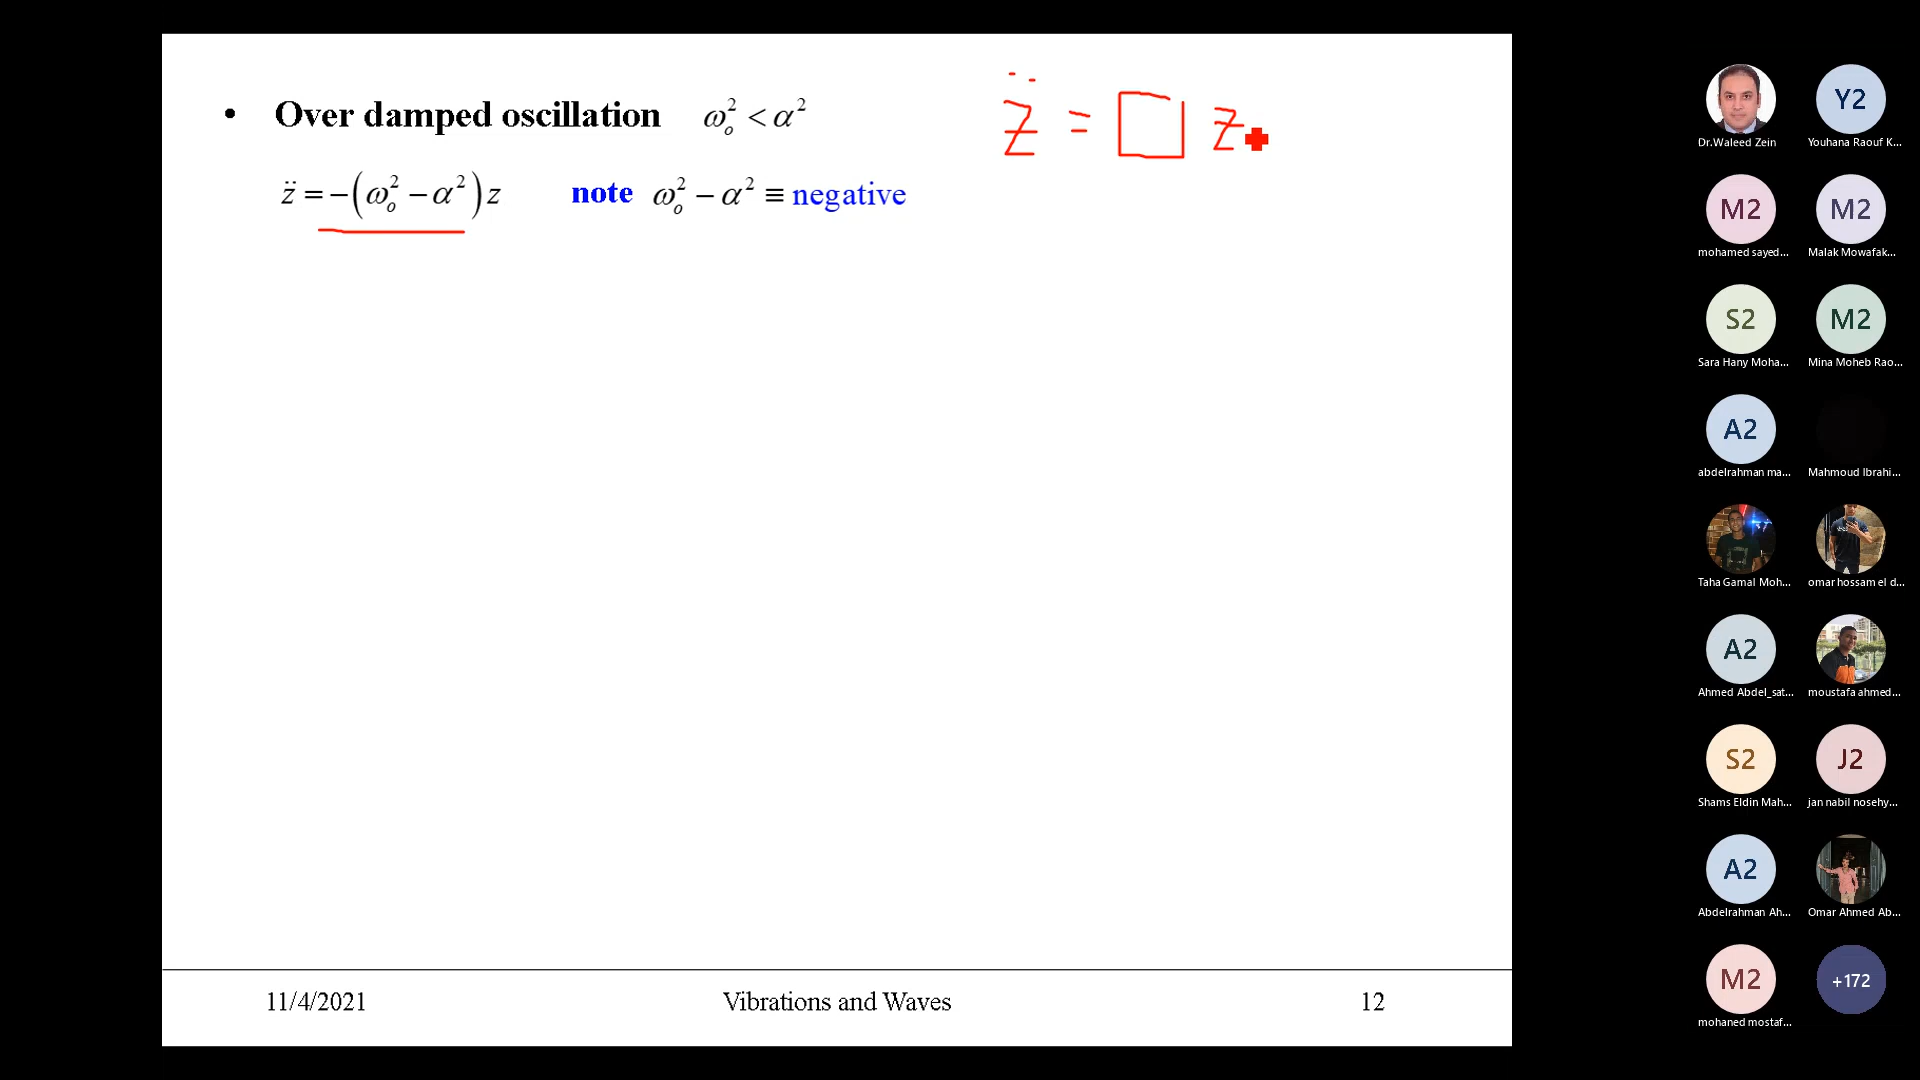 • Over damped oscillation ωₒ² < α²
z̈ = □ z
z̈ = −(ωₒ² − α²) z note ωₒ² − α² ≡ negative
11/4/2021 Vibrations and Waves 12
Dr.Waleed Zein
Y2
Youhana Raouf K...
M2
mohamed sayed...
M2
Malak Mowafak...
S2
Sara Hany Moha...
M2
Mina Moheb Rao...
A2
abdelrahman ma...
Mahmoud Ibrahi...
Taha Gamal Moh...
omar hossam el d...
A2
Ahmed Abdel_sat...
moustafa ahmed...
S2
Shams Eldin Mah...
J2
jan nabil nosehy...
A2
Abdelrahman Ah...
Omar Ahmed Ab...
M2
mohaned mostaf...
+172